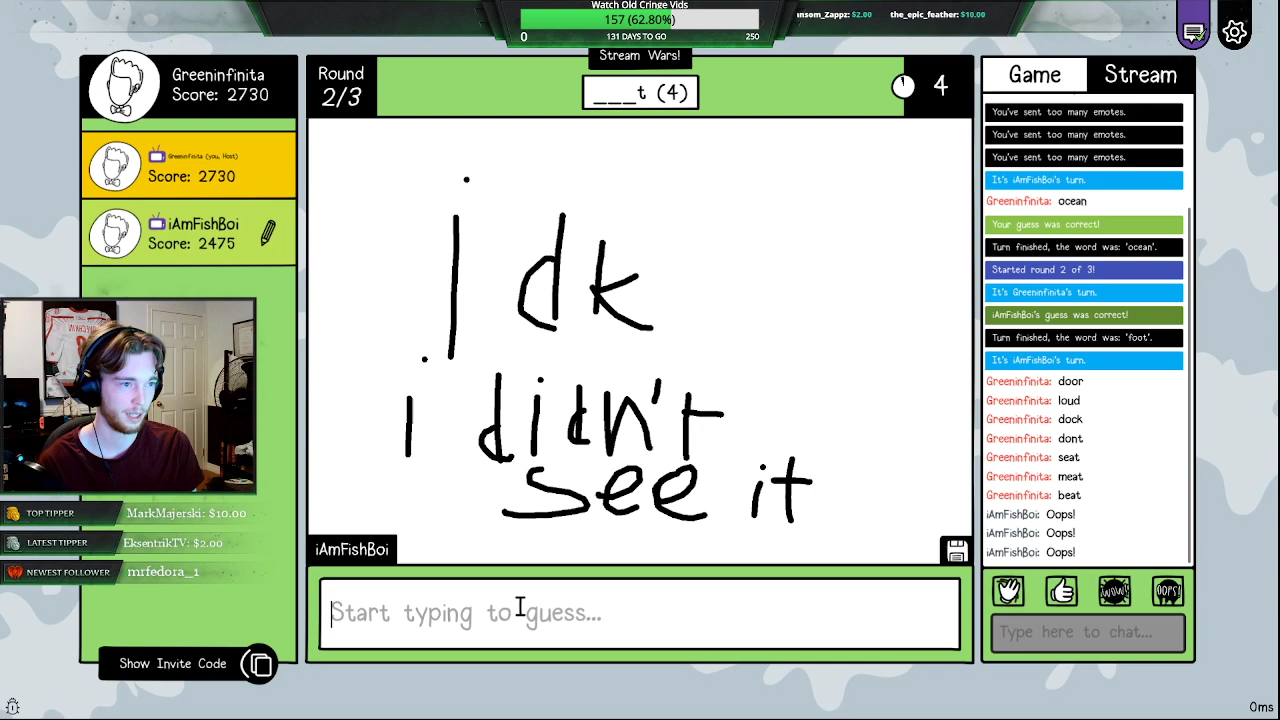 Watch Old Cringe Vids
157 (62.80%)
0
131 DAYS TO GO
250
ansom_Zappz: $2.00
the_epic_feather: $10.00
Stream Wars!
Greeninfinita
Score: 2730
Round
2/3
___t (4)
4
Game
Stream
Greeninfinita (you, Host)
Score: 2730
iAmFishBoi
Score: 2475
idk
i didn't
see it
You've sent too many emotes.
You've sent too many emotes.
You've sent too many emotes.
It's iAmFishBoi's turn.
Greeninfinita: ocean
Your guess was correct!
Turn finished, the word was: 'ocean'.
Started round 2 of 3!
It's Greeninfinita's turn.
iAmFishBoi's guess was correct!
Turn finished, the word was: 'foot'.
It's iAmFishBoi's turn.
Greeninfinita: door
Greeninfinita: loud
Greeninfinita: dock
Greeninfinita: dont
Greeninfinita: seat
Greeninfinita: meat
Greeninfinita: beat
iAmFishBoi: Oops!
iAmFishBoi: Oops!
iAmFishBoi: Oops!
TOP TIPPER
MarkMajerski: $10.00
LATEST TIPPER
EksentrikTV: $2.00
NEWEST FOLLOWER
mrfedora_1
iAmFishBoi
Start typing to guess...
WOW!
OOPS!
Type here to chat...
Show Invite Code
0ms